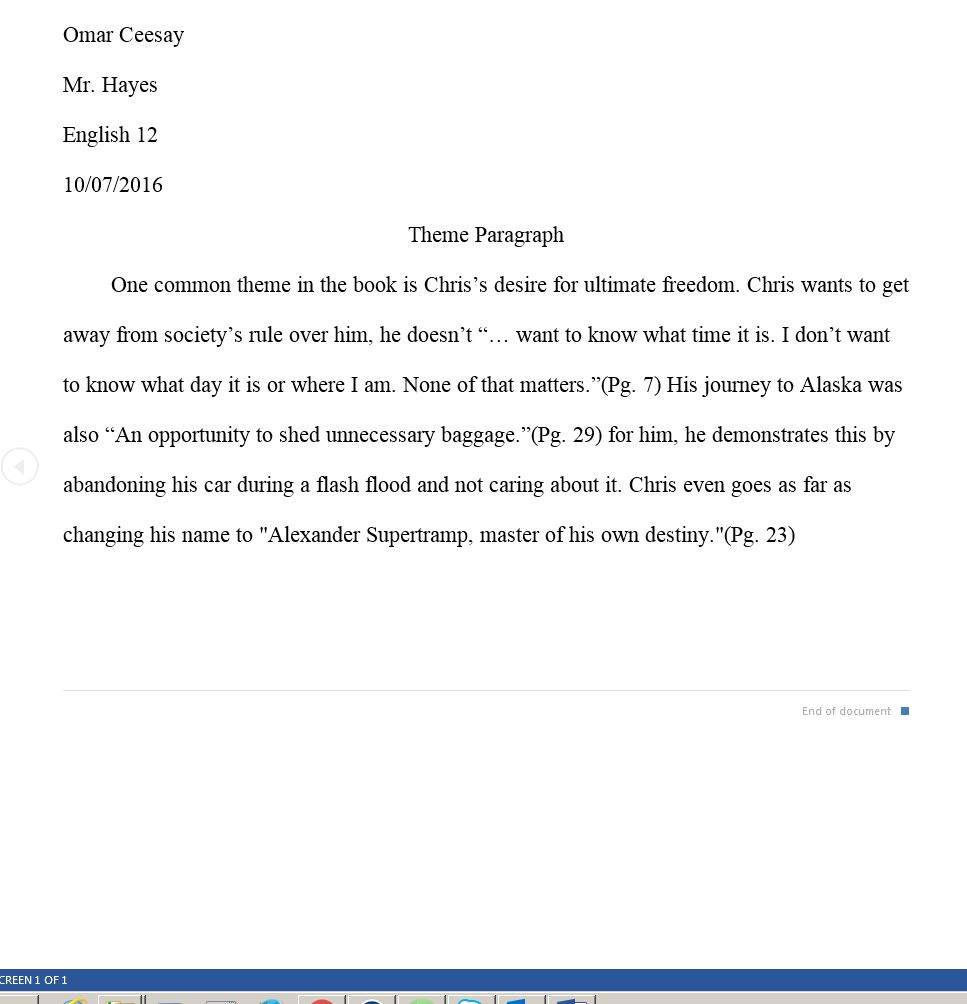 Omar Ceesay
Mr. Hayes
English 12
10/07/2016
Theme Paragraph
One common theme in the book is Chris’s desire for ultimate freedom. Chris wants to get
away from society’s rule over him, he doesn’t “… want to know what time it is. I don’t want
to know what day it is or where I am. None of that matters.”(Pg. 7) His journey to Alaska was
also “An opportunity to shed unnecessary baggage.”(Pg. 29) for him, he demonstrates this by
abandoning his car during a flash flood and not caring about it. Chris even goes as far as
changing his name to "Alexander Supertramp, master of his own destiny."(Pg. 23)
End of document
CREEN 1 OF 1